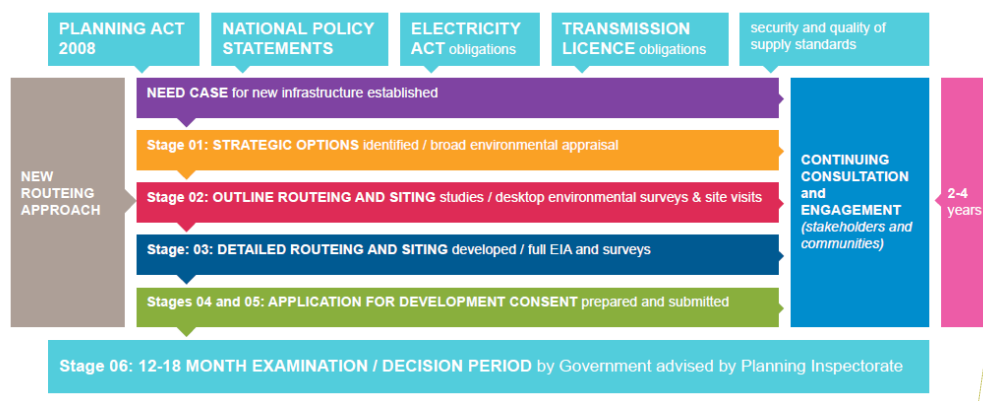 PLANNING ACT
2008
NATIONAL POLICY
STATEMENTS
ELECTRICITY
ACT obligations
TRANSMISSION
LICENCE obligations
security and quality of
supply standards
NEW
ROUTEING
APPROACH
NEED CASE for new infrastructure established
Stage 01: STRATEGIC OPTIONS identified / broad environmental appraisal
Stage 02: OUTLINE ROUTEING AND SITING studies / desktop environmental surveys & site visits
Stage: 03: DETAILED ROUTEING AND SITING developed / full EIA and surveys
Stages 04 and 05: APPLICATION FOR DEVELOPMENT CONSENT prepared and submitted
CONTINUING
CONSULTATION
and
ENGAGEMENT
(stakeholders and
communities)
2-4
years
Stage 06: 12-18 MONTH EXAMINATION / DECISION PERIOD by Government advised by Planning Inspectorate